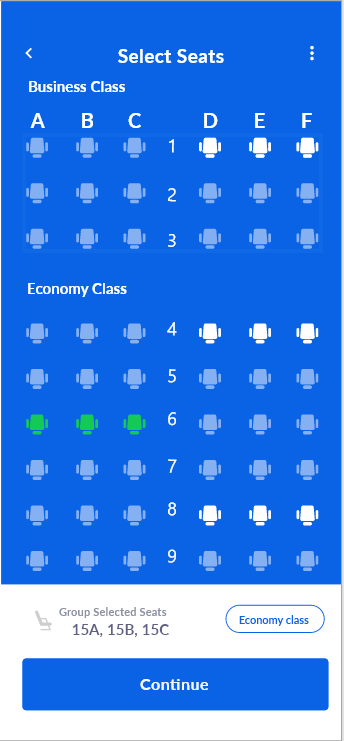 Select Seats
Business Class
A B C D E F
1
2
3
Economy Class
4
5
6
7
8
9
Group Selected Seats
15A, 15B, 15C
Economy class
Continue